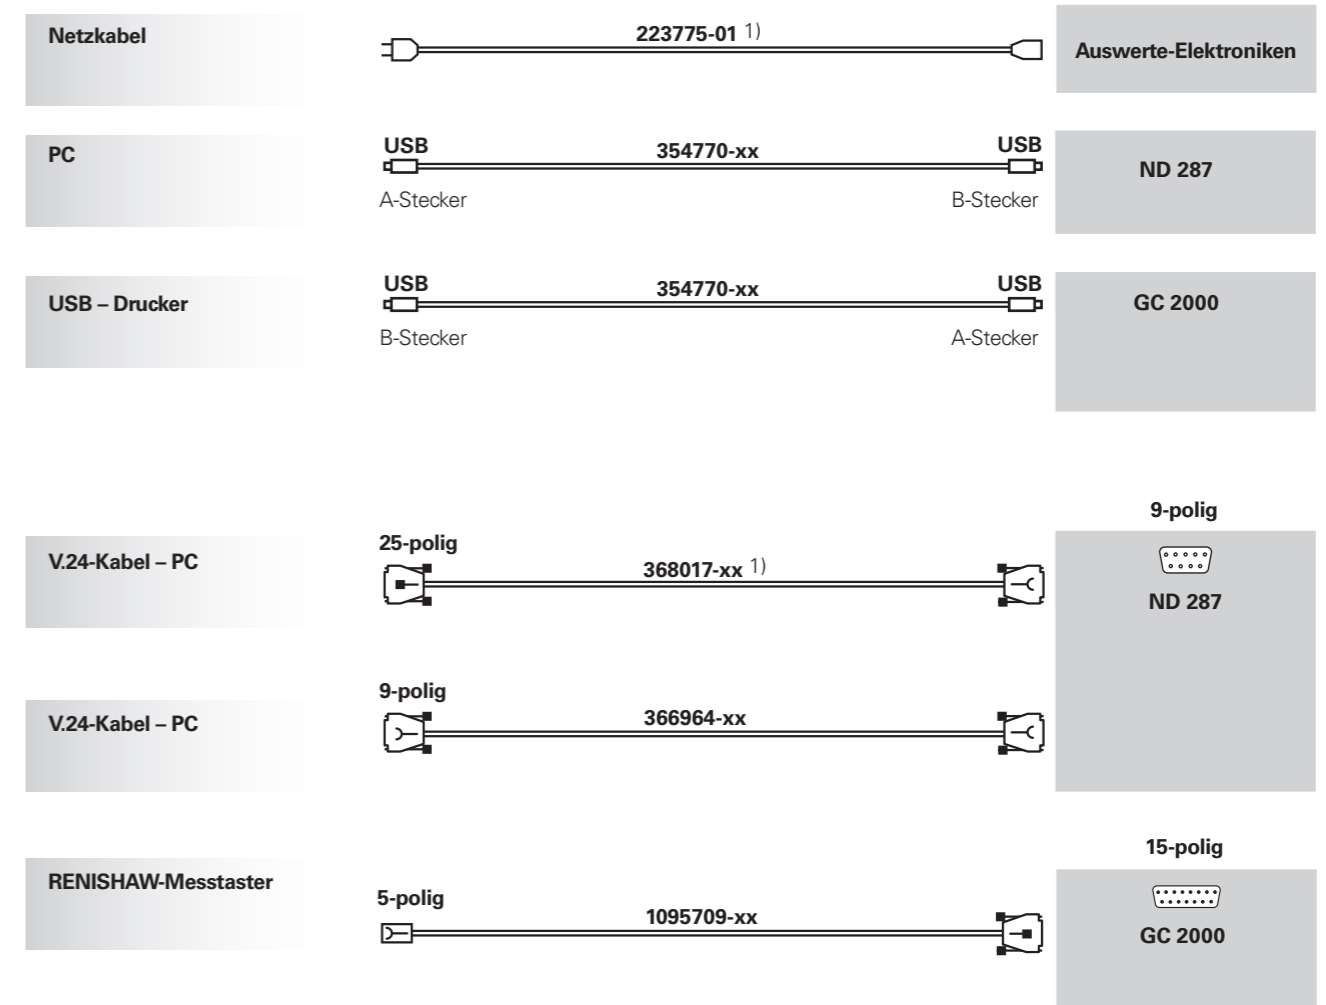 Netzkabel
223775-01 1)
Auswerte-Elektroniken
PC
USB
354770-xx
USB
A-Stecker
B-Stecker
ND 287
USB – Drucker
USB
354770-xx
USB
B-Stecker
A-Stecker
GC 2000
9-polig
V.24-Kabel – PC
25-polig
368017-xx 1)
ND 287
V.24-Kabel – PC
9-polig
366964-xx
15-polig
RENISHAW-Messtaster
5-polig
1095709-xx
GC 2000